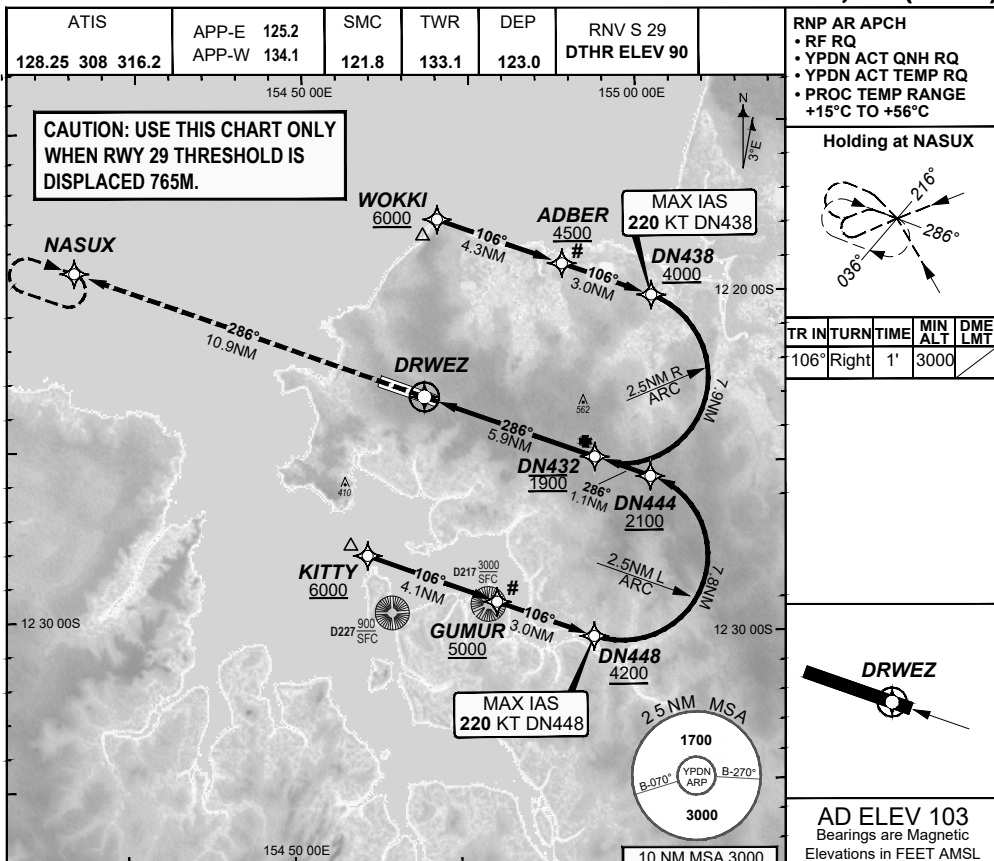 ATIS
128.25 308 316.2
APP-E 125.2
APP-W 134.1
SMC
121.8
TWR
133.1
DEP
123.0
RNV S 29
DTHR ELEV 90
RNP AR APCH
• RF RQ
• YPDN ACT QNH RQ
• YPDN ACT TEMP RQ
• PROC TEMP RANGE
+15°C TO +56°C
154 50 00E
155 00 00E
CAUTION: USE THIS CHART ONLY
WHEN RWY 29 THRESHOLD IS
DISPLACED 765M.
N
3°E
Holding at NASUX
216°
286°
036°
TR IN TURN TIME MIN ALT DME LMT
106° Right 1' 3000
WOKKI
6000
106°
4.3NM
ADBER
4500
#
106°
3.0NM
MAX IAS
220 KT DN438
DN438
4000
12 20 00S
NASUX
286°
10.9NM
DRWEZ
2.5NM R
ARC
7.9NM
562
286°
5.9NM
DN432
1900
286°
1.1NM
DN444
2100
410
KITTY
6000
106°
4.1NM
D217 3000
SFC
#
106°
3.0NM
GUMUR
5000
D227 900
SFC
2.5NM L
ARC
7.8NM
12 30 00S
12 30 00S
DN448
4200
MAX IAS
220 KT DN448
25 NM MSA
1700
B-070°
YPDN
ARP
B-270°
3000
10 NM MSA 3000
154 50 00E
DRWEZ
AD ELEV 103
Bearings are Magnetic
Elevations in FEET AMSL